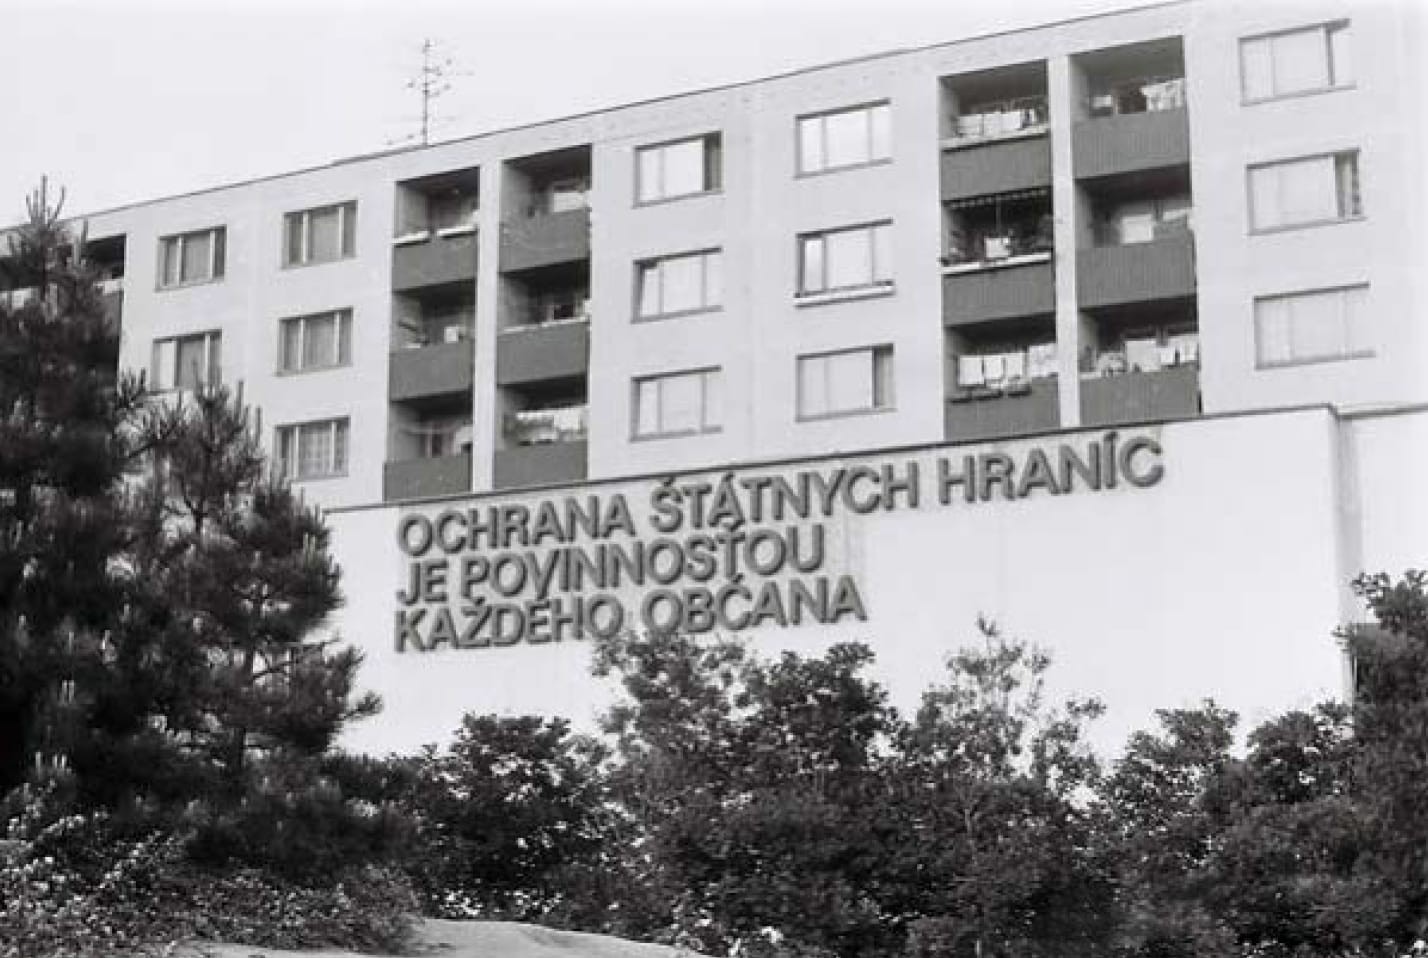 OCHRANA ŠTÁTNYCH HRANÍC
JE POVINNOSŤOU
KAŽDÉHO OBČANA